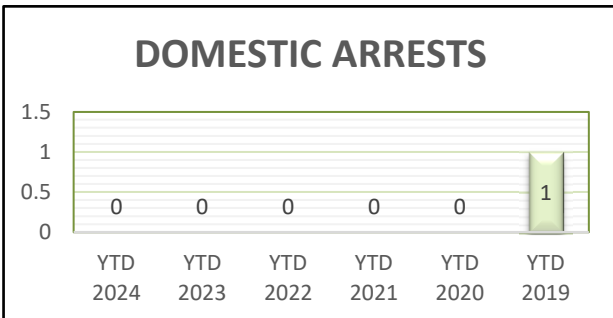 DOMESTIC ARRESTS
1.5
1
0.5
0
0 0 0 0 0 1
YTD YTD YTD YTD YTD YTD
2024 2023 2022 2021 2020 2019